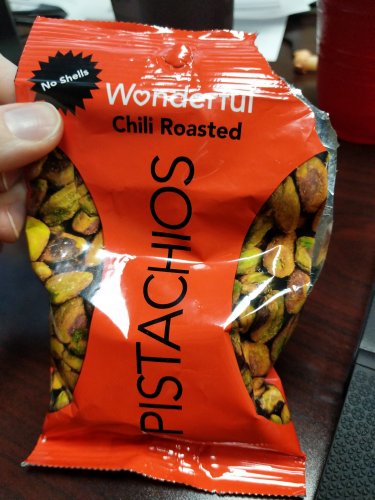 No Shells
Wonderful
Chili Roasted
PISTACHIOS